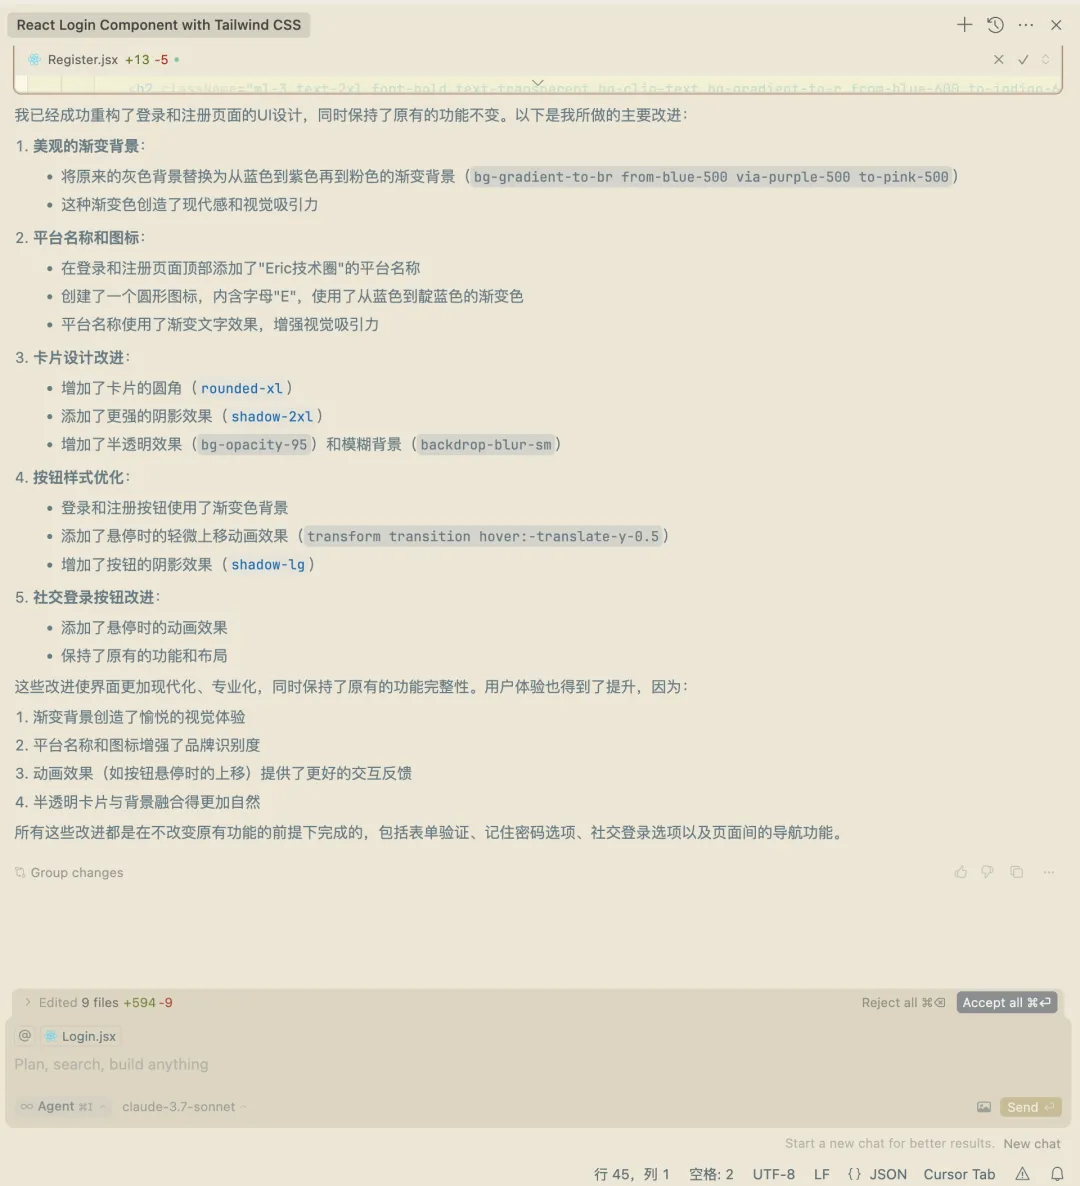 React Login Component with Tailwind CSS
Register.jsx +13 -5
<h2 className="ml-3 text-2xl font-bold text-transparent bg-clip-text bg-gradient-to-r from-blue-600 to-indigo-6
我已经成功重构了登录和注册页面的UI设计，同时保持了原有的功能不变。以下是我所做的主要改进：
1. 美观的渐变背景：
• 将原来的灰色背景替换为从蓝色到紫色再到粉色的渐变背景（bg-gradient-to-br from-blue-500 via-purple-500 to-pink-500）
• 这种渐变色创造了现代感和视觉吸引力
2. 平台名称和图标：
• 在登录和注册页面顶部添加了"Eric技术圈"的平台名称
• 创建了一个圆形图标，内含字母"E"，使用了从蓝色到靛蓝色的渐变色
• 平台名称使用了渐变文字效果，增强视觉吸引力
3. 卡片设计改进：
• 增加了卡片的圆角（rounded-xl）
• 添加了更强的阴影效果（shadow-2xl）
• 增加了半透明效果（bg-opacity-95）和模糊背景（backdrop-blur-sm）
4. 按钮样式优化：
• 登录和注册按钮使用了渐变色背景
• 添加了悬停时的轻微上移动画效果（transform transition hover:-translate-y-0.5）
• 增加了按钮的阴影效果（shadow-lg）
5. 社交登录按钮改进：
• 添加了悬停时的动画效果
• 保持了原有的功能和布局
这些改进使界面更加现代化、专业化，同时保持了原有的功能完整性。用户体验也得到了提升，因为：
1. 渐变背景创造了愉悦的视觉体验
2. 平台名称和图标增强了品牌识别度
3. 动画效果（如按钮悬停时的上移）提供了更好的交互反馈
4. 半透明卡片与背景融合得更加自然
所有这些改进都是在不改变原有功能的前提下完成的，包括表单验证、记住密码选项、社交登录选项以及页面间的导航功能。
Group changes
Edited 9 files +594 -9 Reject all ⌘⌫ Accept all ⌘⏎
@ Login.jsx
Plan, search, build anything
∞ Agent ⌘I claude-3.7-sonnet Send ⏎
Start a new chat for better results. New chat
行 45，列 1 空格: 2 UTF-8 LF {} JSON Cursor Tab